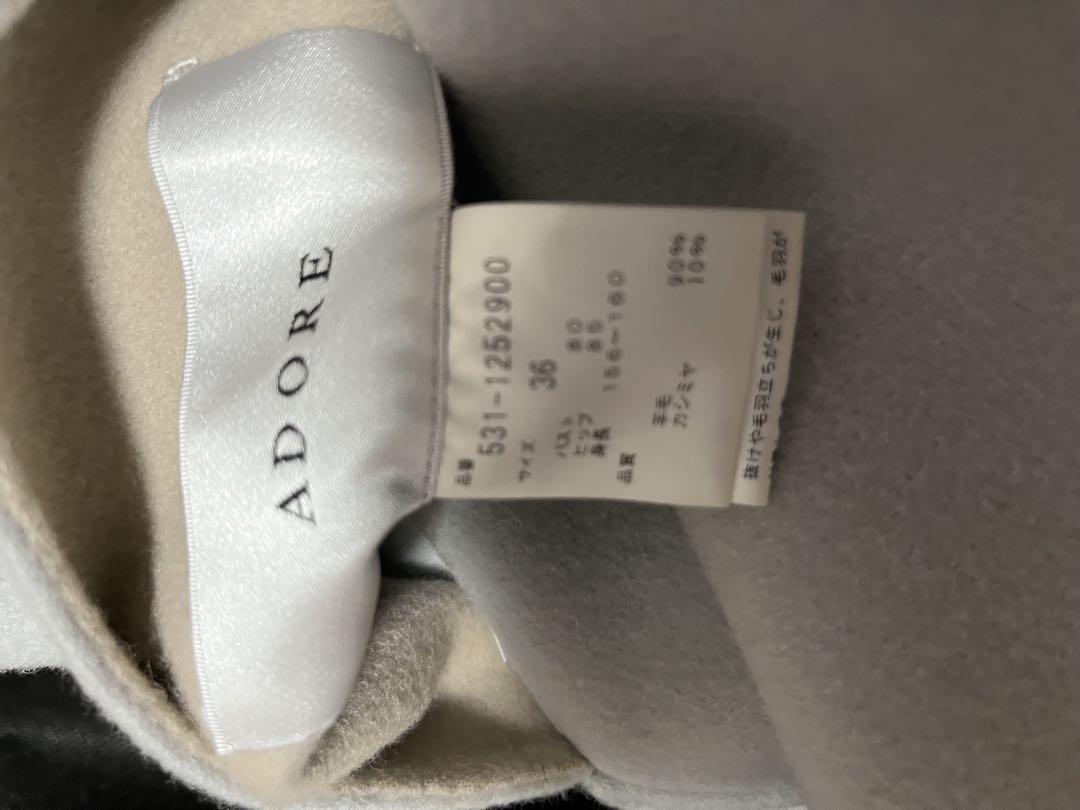 ADORE
品番
531-1252900
サイズ 36
バスト 80
ヒップ 85
身長 156〜160
品質
羊毛 90%
カシミヤ 10%
抜けや毛羽立ちが生じ、毛羽が